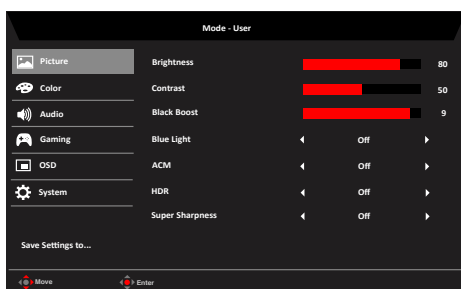 Mode - User
Picture
Brightness 80
Color
Contrast 50
Audio
Black Boost 9
Gaming
Blue Light Off
OSD
ACM Off
System
HDR Off
Super Sharpness Off
Save Settings to...
Move Enter